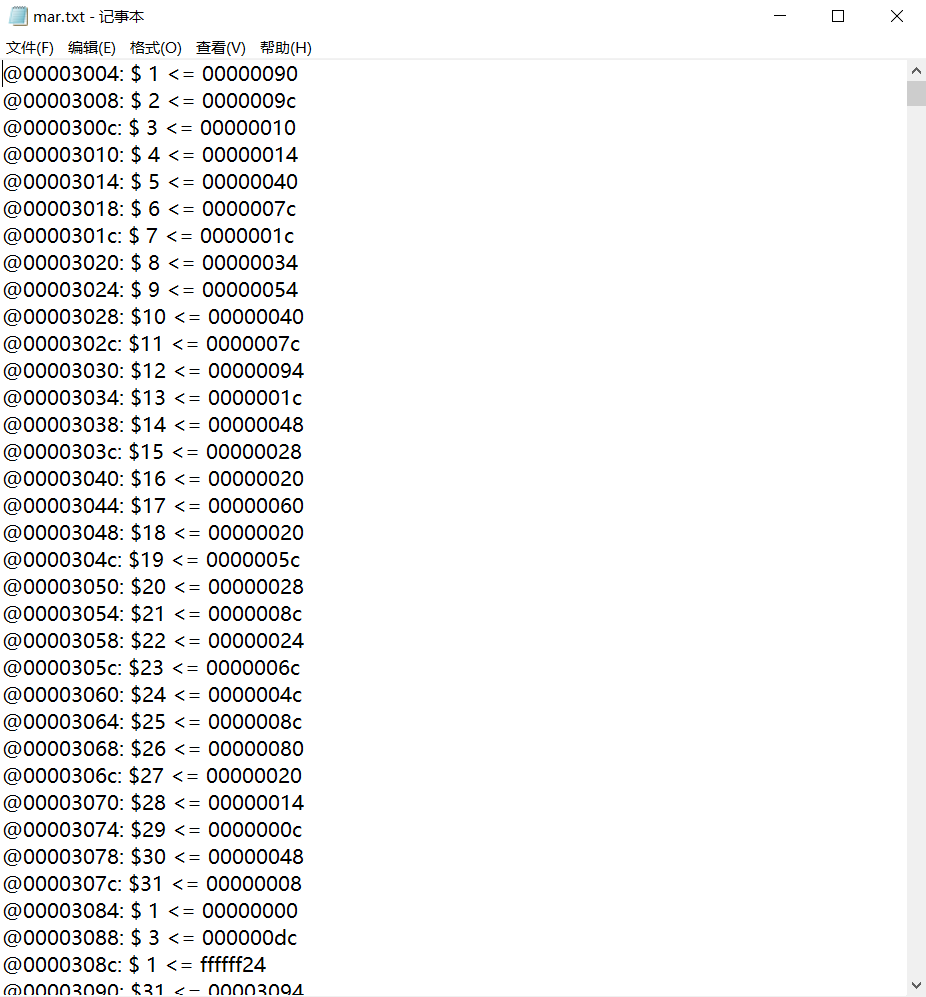 mar.txt - 记事本
文件(F) 编辑(E) 格式(O) 查看(V) 帮助(H)
@00003004: $ 1 <= 00000090
@00003008: $ 2 <= 0000009c
@0000300c: $ 3 <= 00000010
@00003010: $ 4 <= 00000014
@00003014: $ 5 <= 00000040
@00003018: $ 6 <= 0000007c
@0000301c: $ 7 <= 0000001c
@00003020: $ 8 <= 00000034
@00003024: $ 9 <= 00000054
@00003028: $10 <= 00000040
@0000302c: $11 <= 0000007c
@00003030: $12 <= 00000094
@00003034: $13 <= 0000001c
@00003038: $14 <= 00000048
@0000303c: $15 <= 00000028
@00003040: $16 <= 00000020
@00003044: $17 <= 00000060
@00003048: $18 <= 00000020
@0000304c: $19 <= 0000005c
@00003050: $20 <= 00000028
@00003054: $21 <= 0000008c
@00003058: $22 <= 00000024
@0000305c: $23 <= 0000006c
@00003060: $24 <= 0000004c
@00003064: $25 <= 0000008c
@00003068: $26 <= 00000080
@0000306c: $27 <= 00000020
@00003070: $28 <= 00000014
@00003074: $29 <= 0000000c
@00003078: $30 <= 00000048
@0000307c: $31 <= 00000008
@00003084: $ 1 <= 00000000
@00003088: $ 3 <= 000000dc
@0000308c: $ 1 <= ffffff24
@00003090: $31 <= 00003094